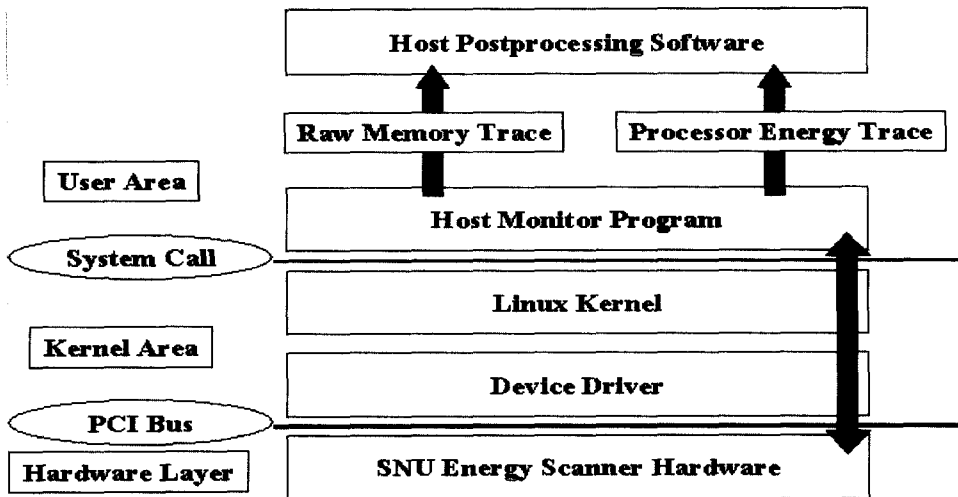 Host Postprocessing Software
Raw Memory Trace
Processor Energy Trace
User Area
Host Monitor Program
System Call
Linux Kernel
Kernel Area
Device Driver
PCI Bus
Hardware Layer
SNU Energy Scanner Hardware